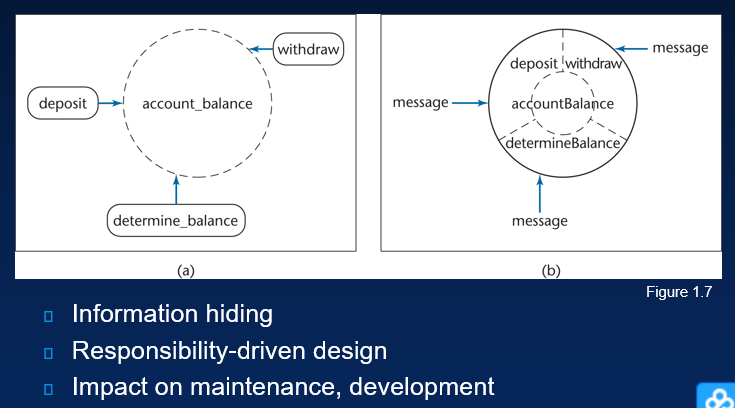 withdraw
deposit
account_balance
determine_balance
(a)
message
deposit withdraw
message
accountBalance
determineBalance
message
(b)
Figure 1.7
Information hiding
Responsibility-driven design
Impact on maintenance, development